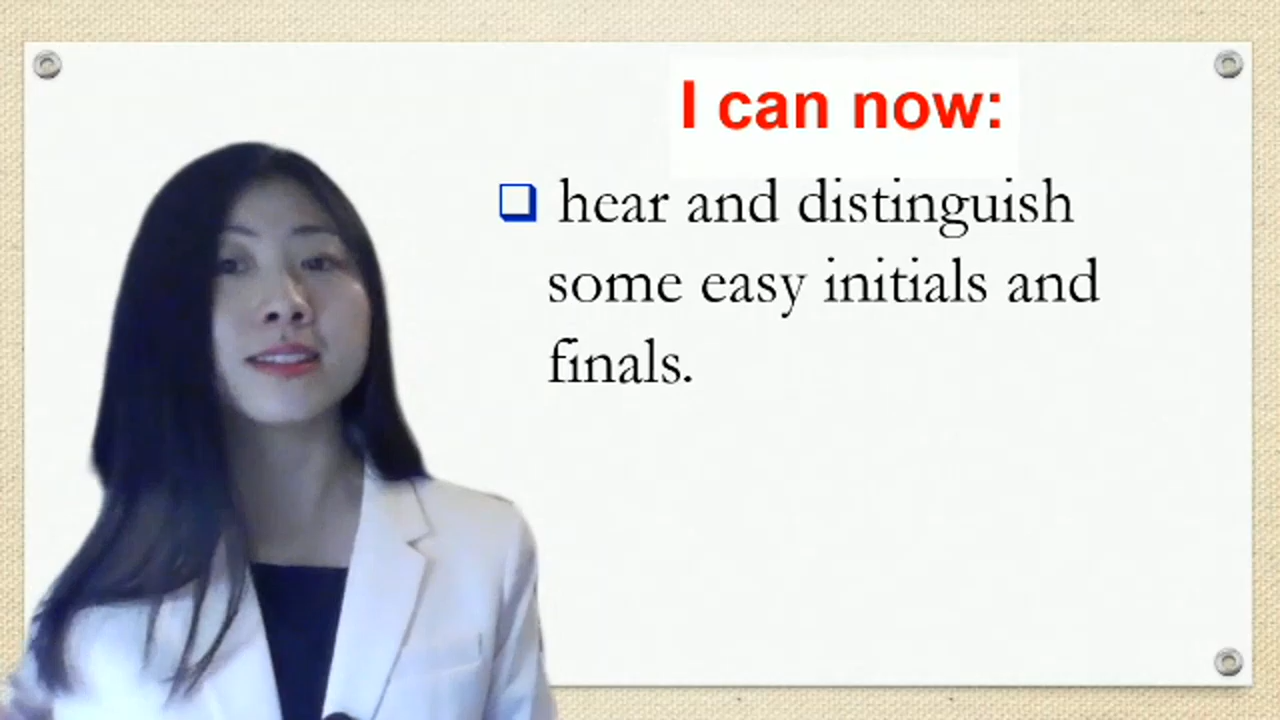 I can now:
hear and distinguish
some easy initials and
finals.